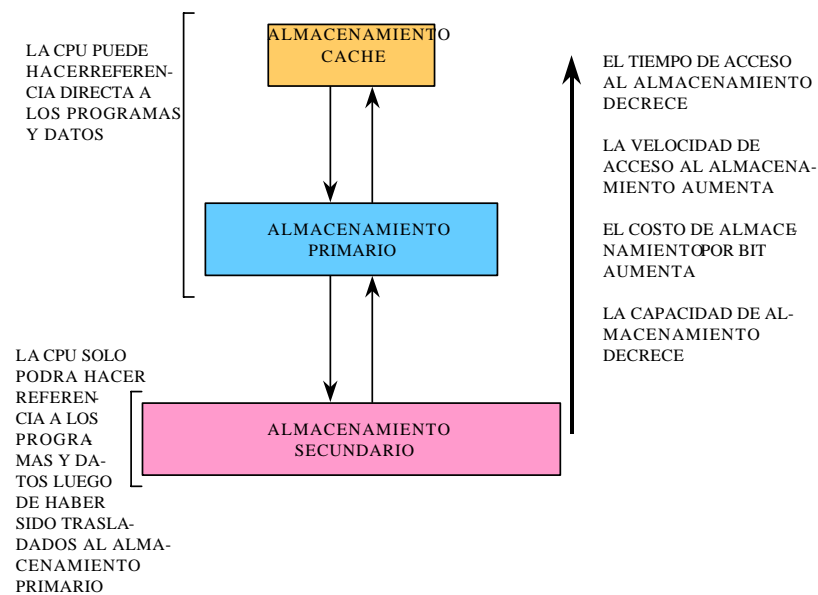 LA CPU PUEDE
HACERREFEREN-
CIA DIRECTA A
LOS PROGRAMAS
Y DATOS
ALMACENAMIENTO
CACHE
ALMACENAMIENTO
PRIMARIO
LA CPU SOLO
PODRA HACER
REFEREN-
CIA A LOS
PROGRA-
MAS Y DA-
TOS LUEGO
DE HABER
SIDO TRASLA-
DADOS AL ALMA-
CENAMIENTO
PRIMARIO
ALMACENAMIENTO
SECUNDARIO
EL TIEMPO DE ACCESO
AL ALMACENAMIENTO
DECRECE
LA VELOCIDAD DE
ACCESO AL ALMACENA-
MIENTO AUMENTA
EL COSTO DE ALMACE-
NAMIENTO POR BIT
AUMENTA
LA CAPACIDAD DE AL-
MACENAMIENTO
DECRECE